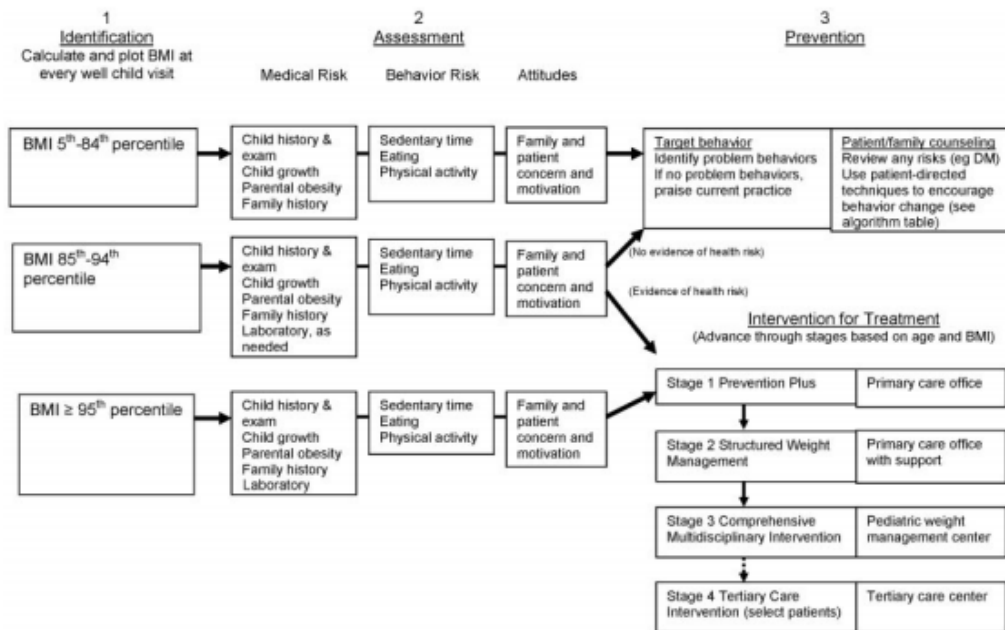 1
Identification
Calculate and plot BMI at
every well child visit
2
Assessment
Medical Risk
Behavior Risk
Attitudes
3
Prevention
BMI 5th-84th percentile
Child history &
exam
Child growth
Parental obesity
Family history
Sedentary time
Eating
Physical activity
Family and
patient
concern and
motivation
Target behavior
Identify problem behaviors
If no problem behaviors,
praise current practice
Patient/family counseling
Review any risks (eg DM)
Use patient-directed
techniques to encourage
behavior change (see
algorithm table)
BMI 85th-94th
percentile
Child history &
exam
Child growth
Parental obesity
Family history
Laboratory, as
needed
Sedentary time
Eating
Physical activity
Family and
patient
concern and
motivation
(No evidence of health risk)
(Evidence of health risk)
Intervention for Treatment
(Advance through stages based on age and BMI)
BMI ≥ 95th percentile
Child history &
exam
Child growth
Parental obesity
Family history
Laboratory
Sedentary time
Eating
Physical activity
Family and
patient
concern and
motivation
Stage 1 Prevention Plus
Primary care office
Stage 2 Structured Weight
Management
Primary care office
with support
Stage 3 Comprehensive
Multidisciplinary Intervention
Pediatric weight
management center
Stage 4 Tertiary Care
Intervention (select patients)
Tertiary care center